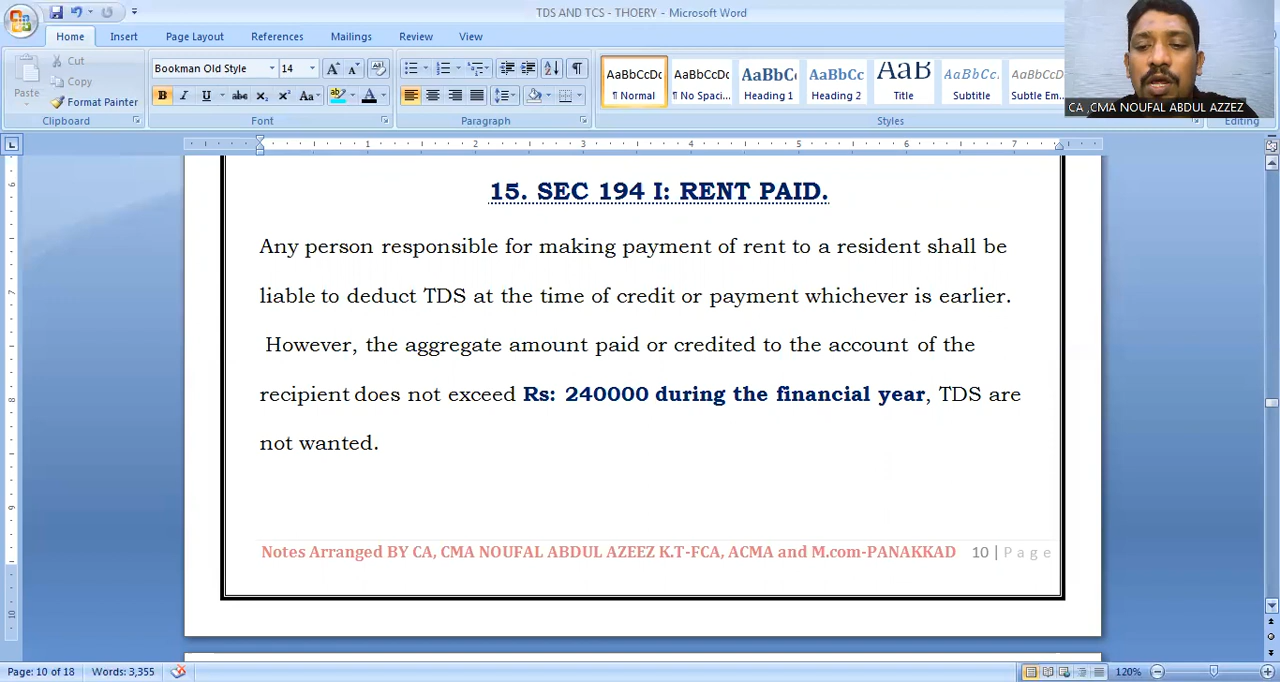 TDS AND TCS - THOERY - Microsoft Word
Home Insert Page Layout References Mailings Review View
Cut
Copy
Paste
Format Painter
Clipboard
Bookman Old Style 14
Font
Paragraph
AaBbCcDc AaBbCcDc AaBbCc AaBbCc AaB AaBbCc. AaBbCcD
¶ Normal ¶ No Spaci... Heading 1 Heading 2 Title Subtitle Subtle Em...
Styles
Editing
CA ,CMA NOUFAL ABDUL AZZEZ
15. SEC 194 I: RENT PAID.
Any person responsible for making payment of rent to a resident shall be
liable to deduct TDS at the time of credit or payment whichever is earlier.
However, the aggregate amount paid or credited to the account of the
recipient does not exceed Rs: 240000 during the financial year, TDS are
not wanted.
Notes Arranged BY CA, CMA NOUFAL ABDUL AZEEZ K.T-FCA, ACMA and M.com-PANAKKAD 10 | P a g e
Page: 10 of 18 Words: 3,355 120%